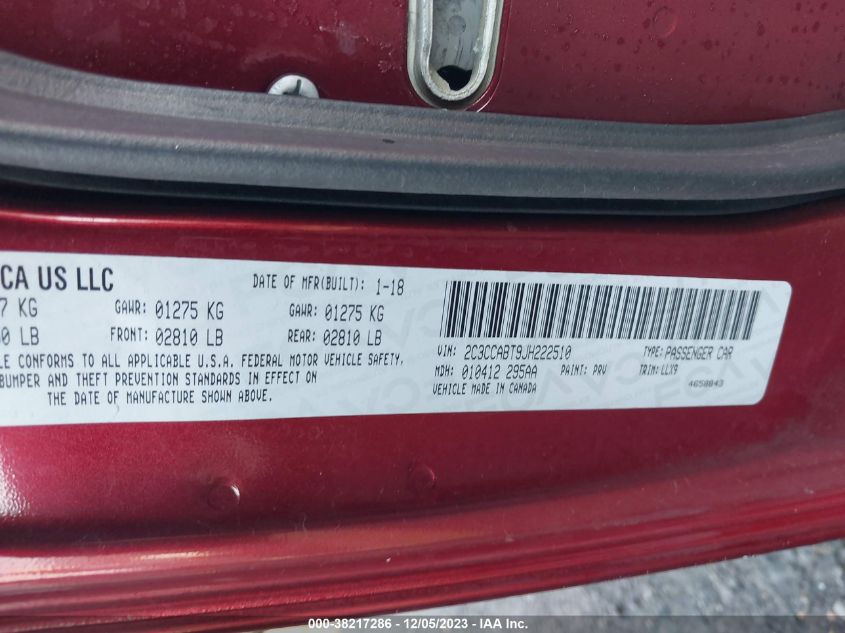 CA US LLC
DATE OF MFR(BUILT): 1-18
7 KG GAWR: 01275 KG GAWR: 01275 KG
0 LB FRONT: 02810 LB REAR: 02810 LB
LE CONFORMS TO ALL APPLICABLE U.S.A. FEDERAL MOTOR VEHICLE SAFETY,
BUMPER AND THEFT PREVENTION STANDARDS IN EFFECT ON
THE DATE OF MANUFACTURE SHOWN ABOVE.
VIN: 2C3CCABT9JH222510 TYPE: PASSENGER CAR
MDH: 010412 295AA PAINT: PRV TRIM: LLX9
VEHICLE MADE IN CANADA 4658843
000-38217286 - 12/05/2023 - IAA Inc.